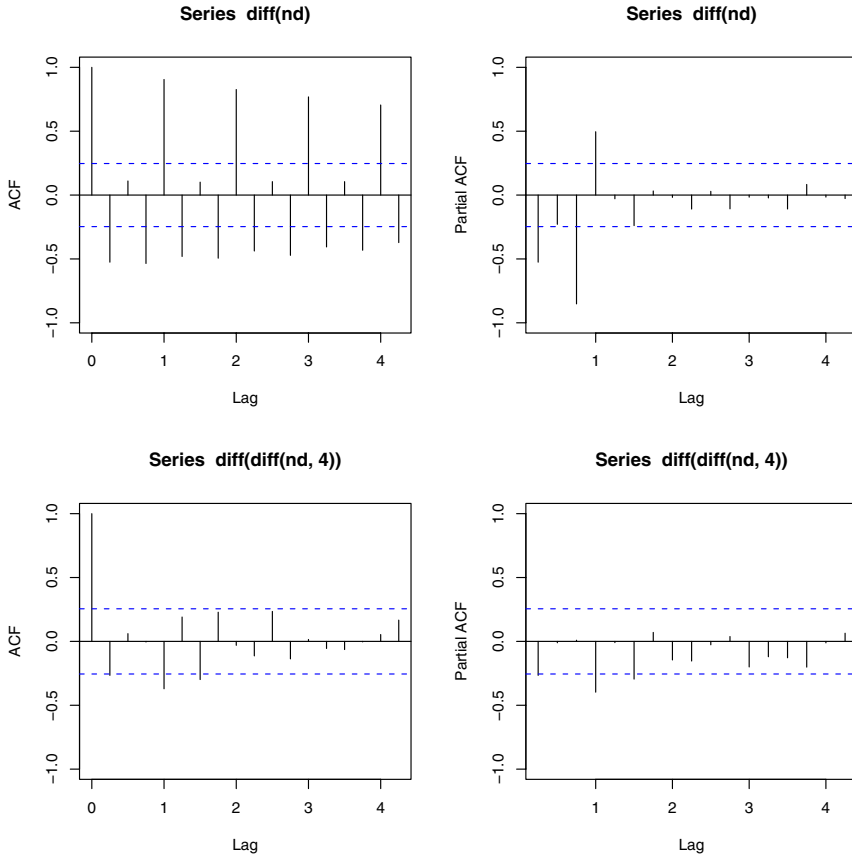 Series diff(nd)
ACF
1.0
0.5
0.0
−0.5
−1.0
0 1 2 3 4
Lag
Series diff(nd)
Partial ACF
1.0
0.5
0.0
−0.5
−1.0
1 2 3 4
Lag
Series diff(diff(nd, 4))
ACF
1.0
0.5
0.0
−0.5
−1.0
0 1 2 3 4
Lag
Series diff(diff(nd, 4))
Partial ACF
1.0
0.5
0.0
−0.5
−1.0
1 2 3 4
Lag